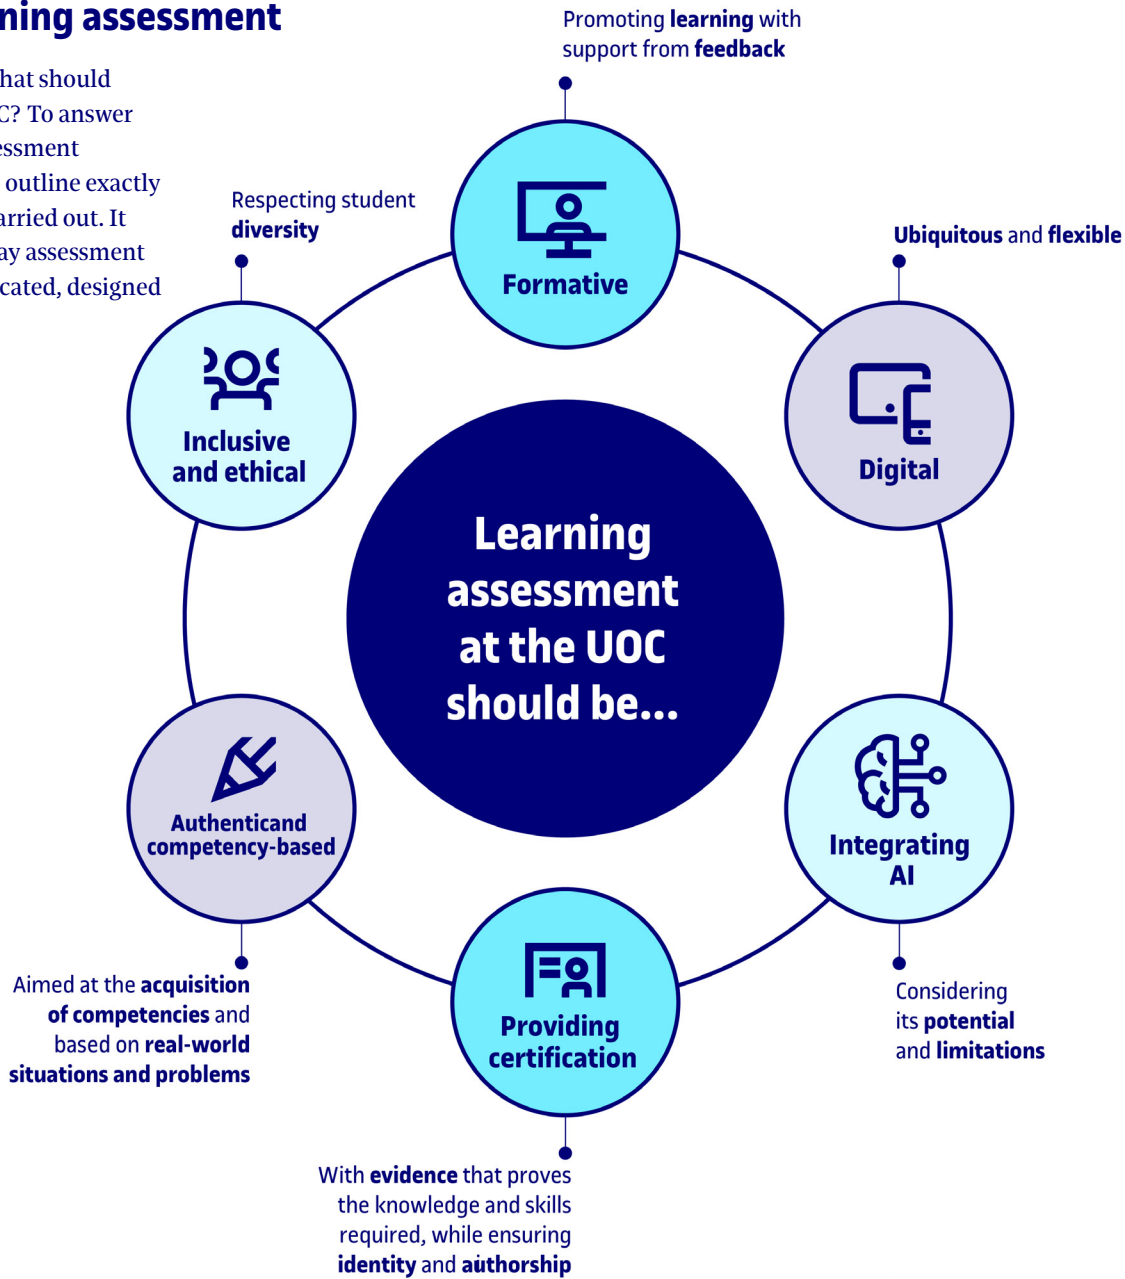 ning assessment
hat should
C? To answer
essment
outline exactly
arried out. It
ay assessment
cated, designed
Promoting learning with
support from feedback
Formative
Ubiquitous and flexible
Digital
Integrating
AI
Considering
its potential
and limitations
Providing
certification
With evidence that proves
the knowledge and skills
required, while ensuring
identity and authorship
Authenticand
competency-based
Aimed at the acquisition
of competencies and
based on real-world
situations and problems
Respecting student
diversity
Inclusive
and ethical
Learning
assessment
at the UOC
should be...